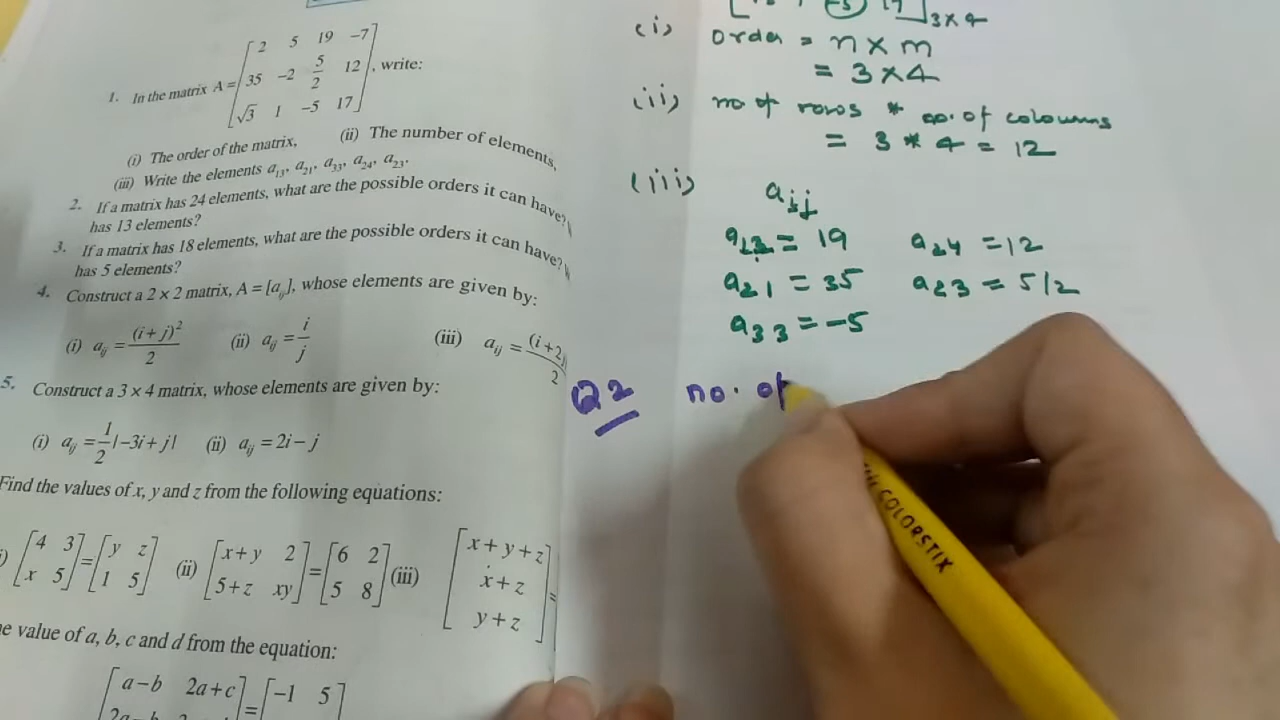 1. In the matrix A = [2 5 19 −7
35 −2 5/2 12
√3 1 −5 17], write:
(i) The order of the matrix, (ii) The number of elements,
(iii) Write the elements a₁₃, a₂₁, a₃₃, a₂₄, a₂₃.
2. If a matrix has 24 elements, what are the possible orders it can have?
has 13 elements?
3. If a matrix has 18 elements, what are the possible orders it can have?
has 5 elements?
4. Construct a 2 × 2 matrix, A = [aᵢⱼ], whose elements are given by:
(i) aᵢⱼ = (i + j)²/2 (ii) aᵢⱼ = i/j (iii) aᵢⱼ = (i + 2j/2
5. Construct a 3 × 4 matrix, whose elements are given by:
(i) aᵢⱼ = 1/2 |−3i + j| (ii) aᵢⱼ = 2i − j
Find the values of x, y and z from the following equations:
) [4 3
x 5] = [y z
1 5] (ii) [x + y 2
5 + z xy] = [6 2
5 8] (iii) [x + y + z
x + z
y + z] =
e value of a, b, c and d from the equation:
[a − b 2a + c] = [−1 5]
−5 17]3×4
(i) order = n × m
= 3×4
(ii) no of rows * no. of coloumns
= 3 * 4 = 12
(iii) aij
a13 = 19 a24 = 12
a21 = 35 a23 = 5/2
a33 = −5
Q2 no. of